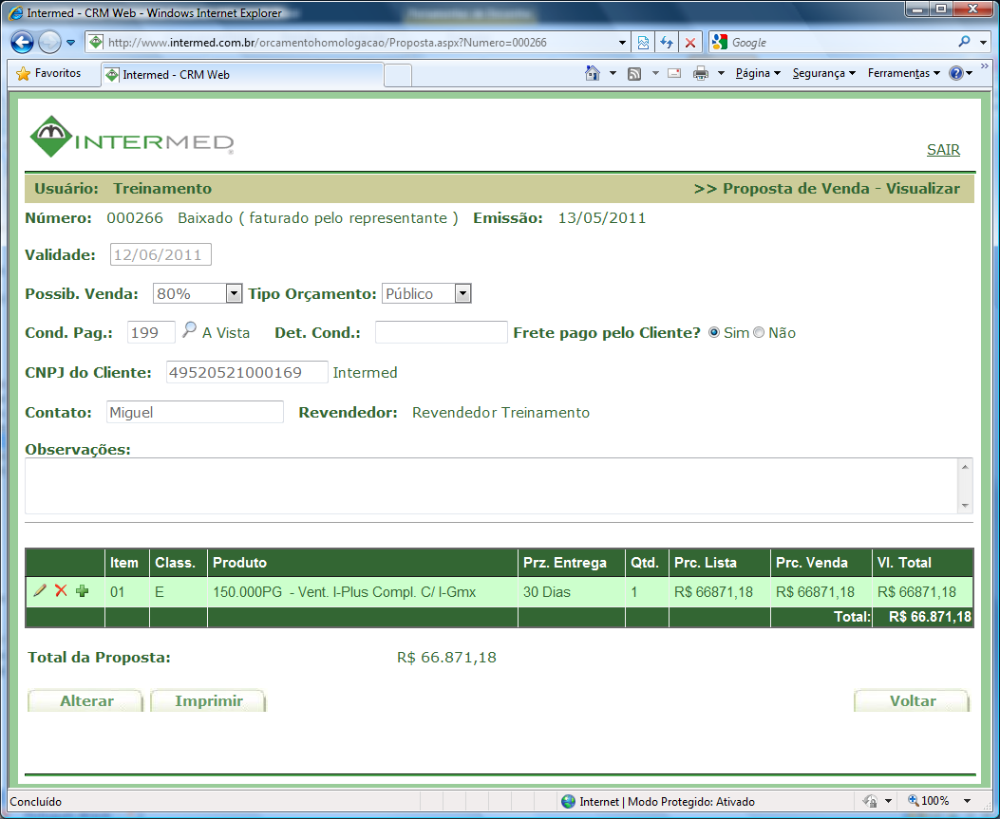 Intermed - CRM Web - Windows Internet Explorer
http://www.intermed.com.br/orcamentohomologacao/Proposta.aspx?Numero=000266
Google
Favoritos
Intermed - CRM Web
Página
Segurança
Ferramentas
INTERMED
SAIR
Usuário: Treinamento >> Proposta de Venda - Visualizar
Número: 000266 Baixado ( faturado pelo representante ) Emissão: 13/05/2011
Validade: 12/06/2011
Possib. Venda: 80% Tipo Orçamento: Público
Cond. Pag.: 199 A Vista Det. Cond.: Frete pago pelo Cliente? Sim Não
CNPJ do Cliente: 49520521000169 Intermed
Contato: Miguel Revendedor: Revendedor Treinamento
Observações:
Item Class. Produto Prz. Entrega Qtd. Prc. Lista Prc. Venda Vl. Total
01 E 150.000PG - Vent. I-Plus Compl. C/ I-Gmx 30 Dias 1 R$ 66871,18 R$ 66871,18 R$ 66871,18
Total: R$ 66.871,18
Total da Proposta: R$ 66.871,18
Alterar Imprimir Voltar
Concluído Internet | Modo Protegido: Ativado 100%